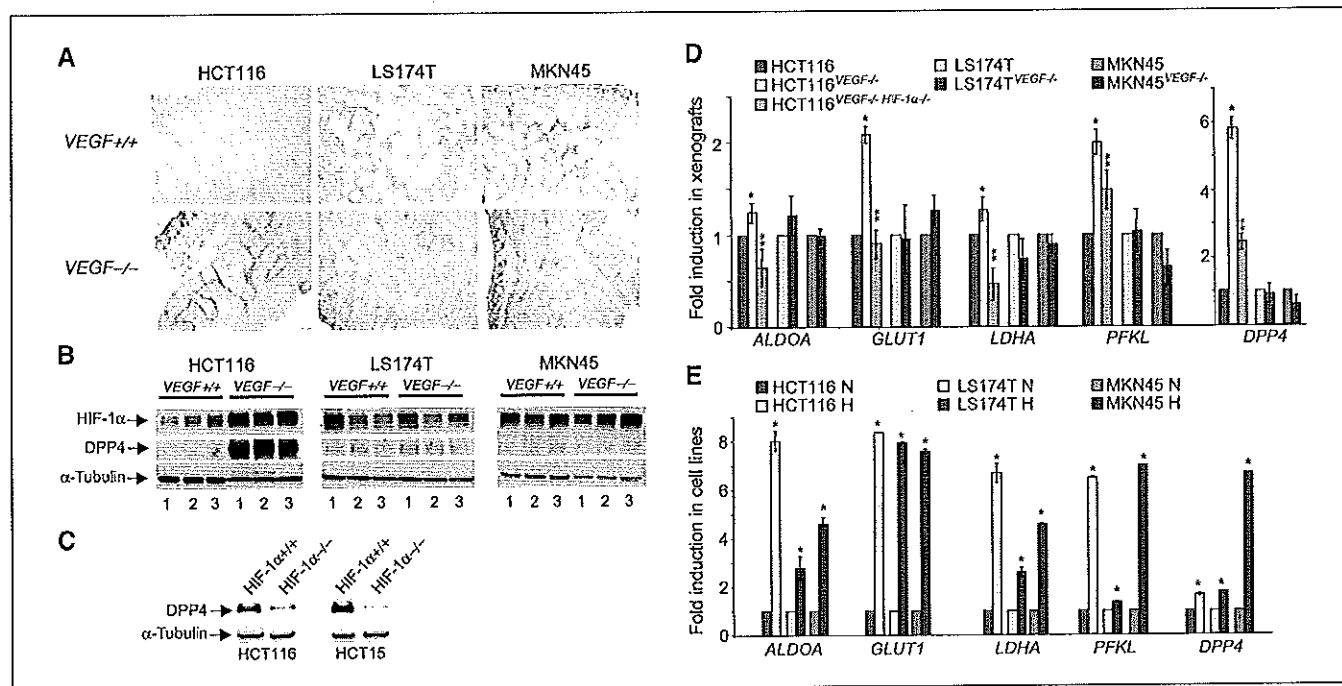 A
HCT116 LS174T MKN45
VEGF+/+
VEGF−/−
B
HCT116 LS174T MKN45
VEGF+/+ VEGF−/− VEGF+/+ VEGF−/− VEGF+/+ VEGF−/−
HIF-1α
DPP4
α-Tubulin
1 2 3 1 2 3 1 2 3 1 2 3 1 2 3 1 2 3
C
HIF-1α+/+ HIF-1α−/− HIF-1α+/+ HIF-1α−/−
DPP4
α-Tubulin
HCT116 HCT15
D
HCT116 LS174T MKN45
HCT116VEGF-/- LS174TVEGF-/- MKN45VEGF-/-
HCT116VEGF-/- HIF-1α-/-
Fold induction in xenografts
2
1
0
6
4
2
* ** * ** * ** * ** * **
ALDOA GLUT1 LDHA PFKL DPP4
E
HCT116 N LS174T N MKN45 N
HCT116 H LS174T H MKN45 H
Fold induction in cell lines
8
6
4
2
0
* * * * * * * * * * * * * * *
ALDOA GLUT1 LDHA PFKL DPP4